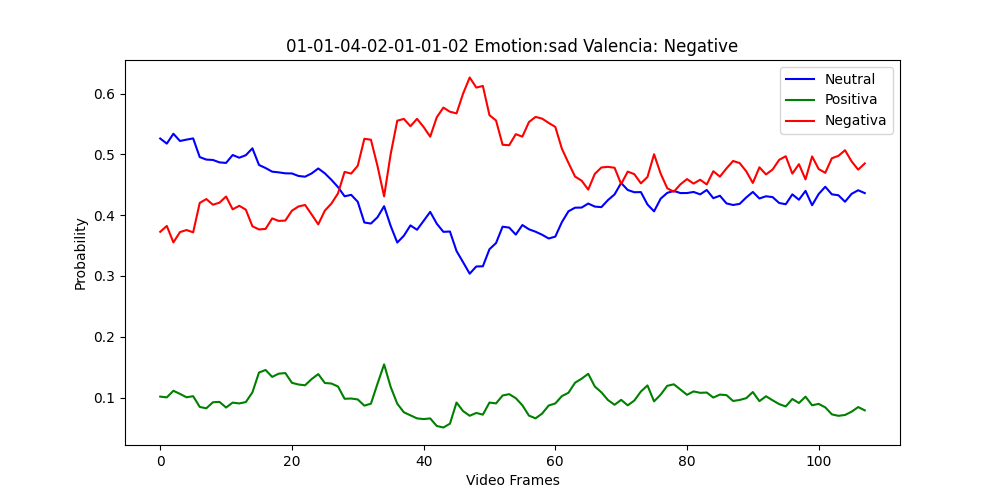 01-01-04-02-01-01-02 Emotion:sad Valencia: Negative
Neutral
Positiva
Negativa
Probability
0.6
0.5
0.4
0.3
0.2
0.1
0 20 40 60 80 100
Video Frames